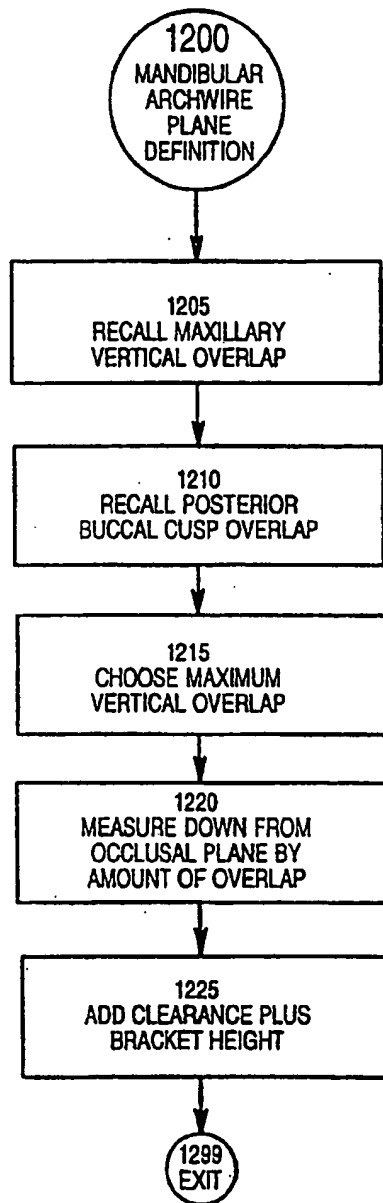 1200
MANDIBULAR
ARCHWIRE
PLANE
DEFINITION
1205
RECALL MAXILLARY
VERTICAL OVERLAP
1210
RECALL POSTERIOR
BUCCAL CUSP OVERLAP
1215
CHOOSE MAXIMUM
VERTICAL OVERLAP
1220
MEASURE DOWN FROM
OCCLUSAL PLANE BY
AMOUNT OF OVERLAP
1225
ADD CLEARANCE PLUS
BRACKET HEIGHT
1299
EXIT